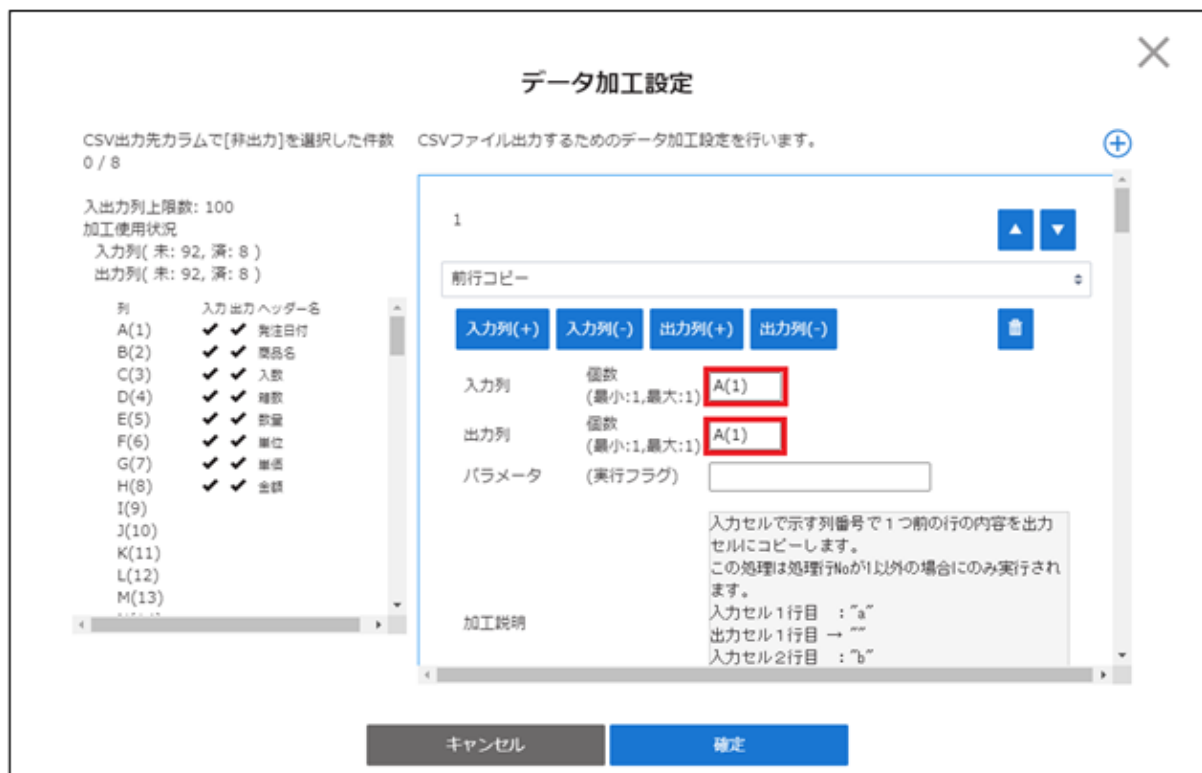 データ加工設定
CSV出力先カラムで[非出力]を選択した件数
0 / 8
入出力列上限数: 100
加工使用状況
入力列( 未: 92, 済: 8 )
出力列( 未: 92, 済: 8 )
列 入力 出力 ヘッダー名
A(1) ✔ ✔ 発注日付
B(2) ✔ ✔ 商品名
C(3) ✔ ✔ 入数
D(4) ✔ ✔ 箱数
E(5) ✔ ✔ 数量
F(6) ✔ ✔ 単位
G(7) ✔ ✔ 単価
H(8) ✔ ✔ 金額
I(9)
J(10)
K(11)
L(12)
M(13)
CSVファイル出力するためのデータ加工設定を行います。
1
▲ ▼
前行コピー
入力列(+) 入力列(-) 出力列(+) 出力列(-)
入力列 個数
(最小:1,最大:1) A(1)
出力列 個数
(最小:1,最大:1) A(1)
パラメータ (実行フラグ)
加工説明
入力セルで示す列番号で１つ前の行の内容を出力
セルにコピーします。
この処理は処理行Noが1以外の場合にのみ実行され
ます。
入力セル１行目 :"a"
出力セル１行目 → ""
入力セル２行目 :"b"
キャンセル 確定